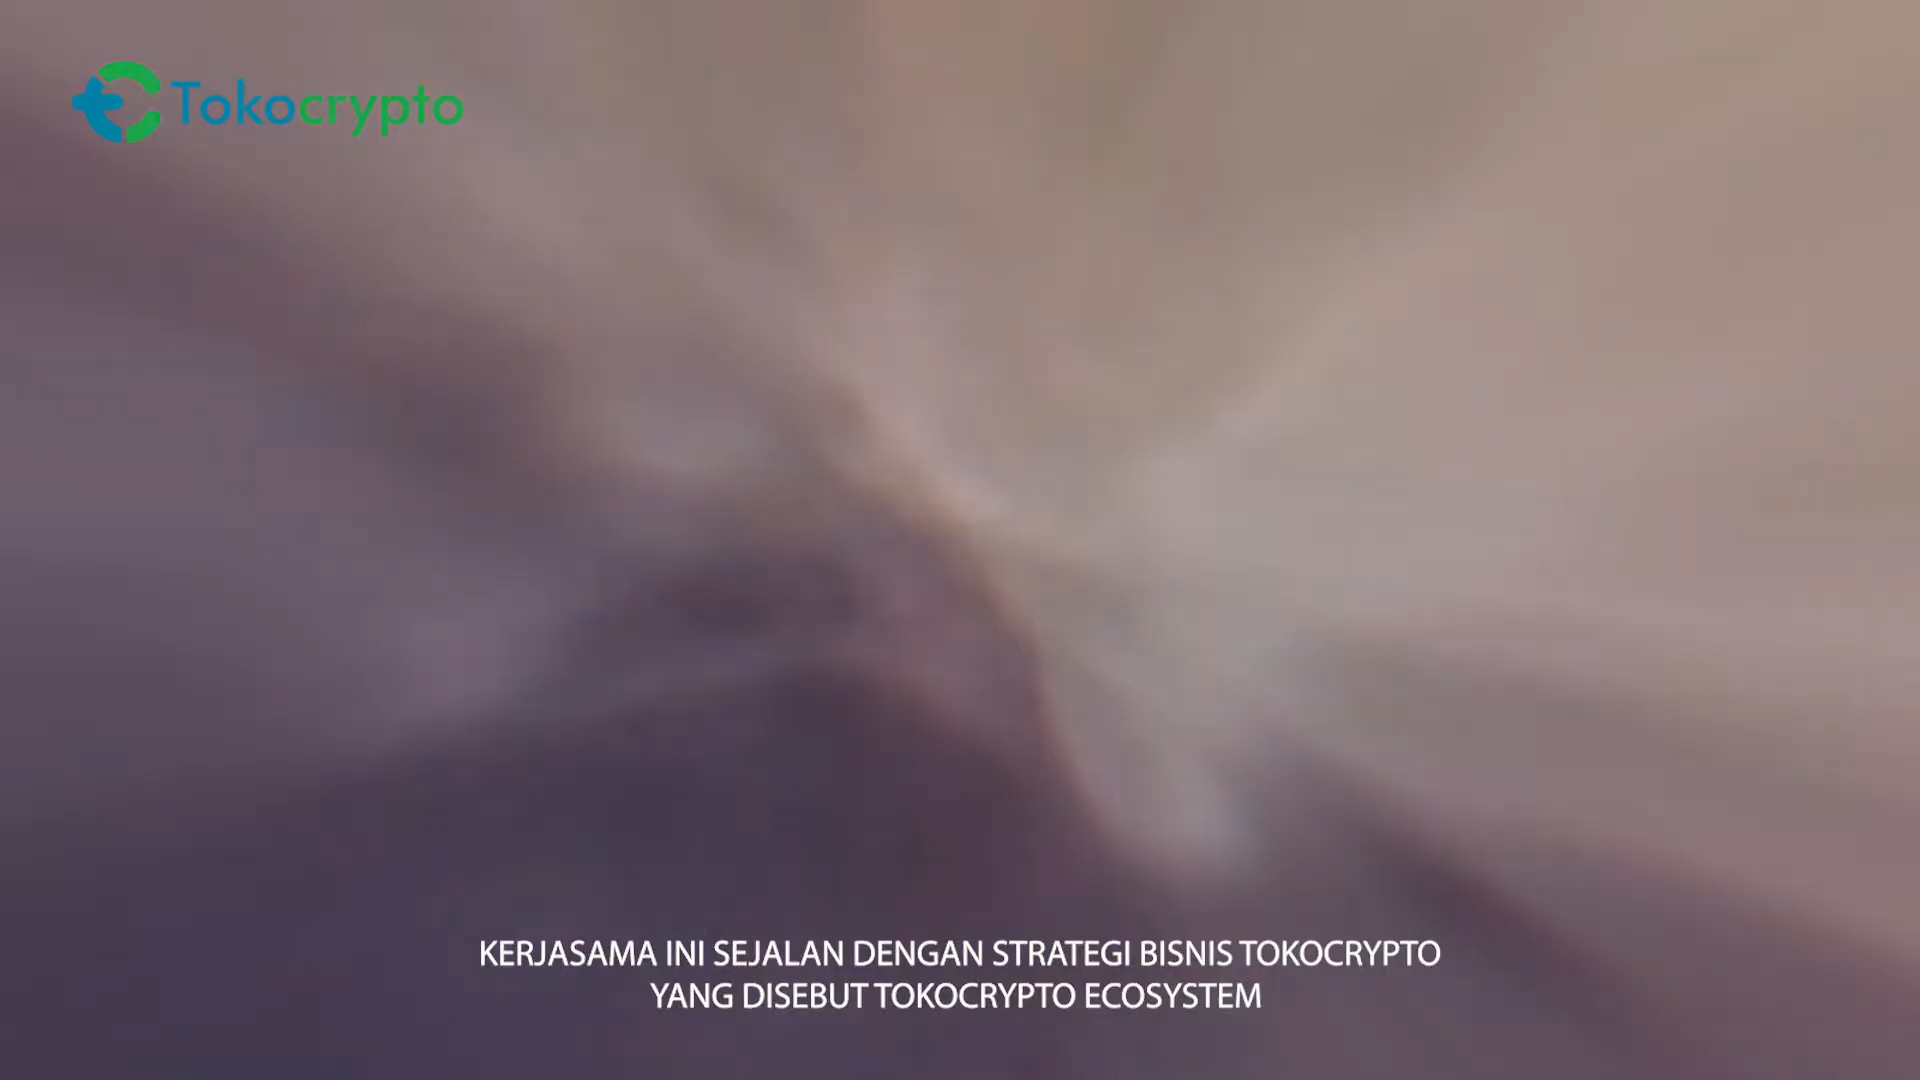 Tokocrypto
KERJASAMA INI SEJALAN DENGAN STRATEGI BISNIS TOKOCRYPTO
YANG DISEBUT TOKOCRYPTO ECOSYSTEM